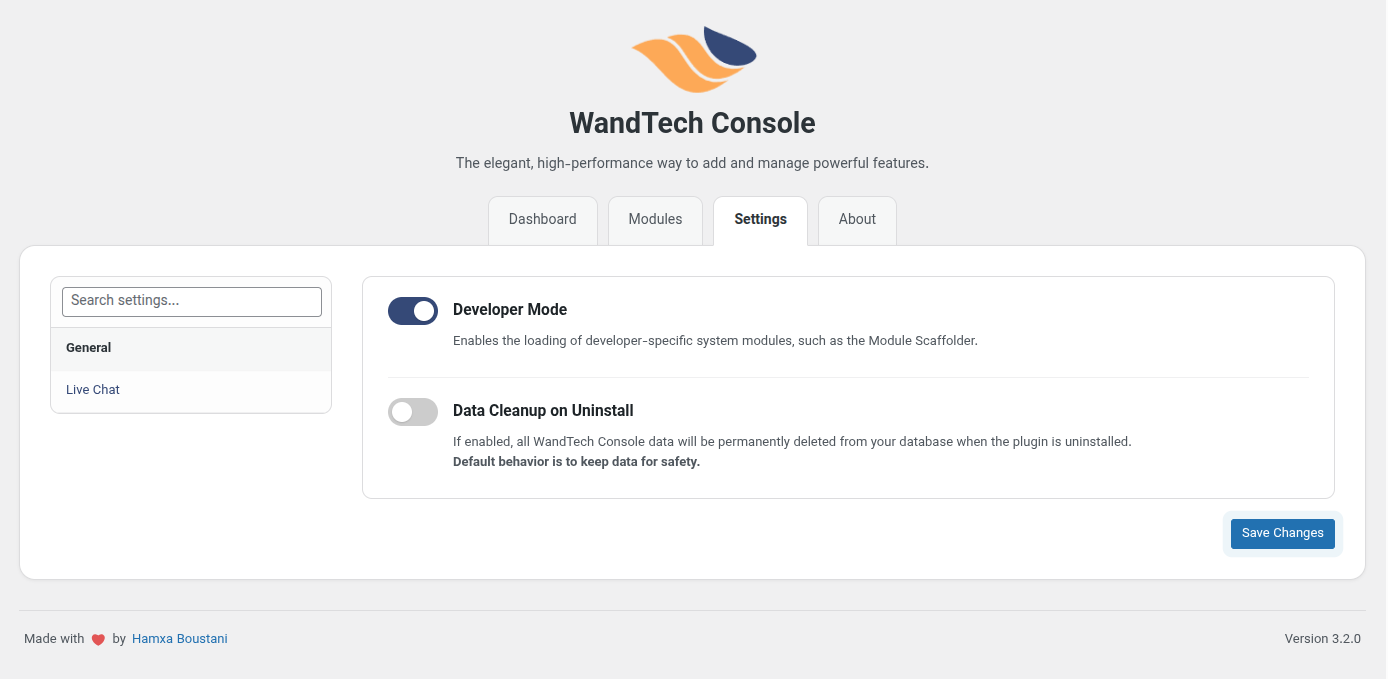 WandTech Console
The elegant, high-performance way to add and manage powerful features.
Dashboard
Modules
Settings
About
Search settings...
General
Live Chat
Developer Mode
Enables the loading of developer-specific system modules, such as the Module Scaffolder.
Data Cleanup on Uninstall
If enabled, all WandTech Console data will be permanently deleted from your database when the plugin is uninstalled.
Default behavior is to keep data for safety.
Save Changes
Made with ❤ by Hamxa Boustani
Version 3.2.0